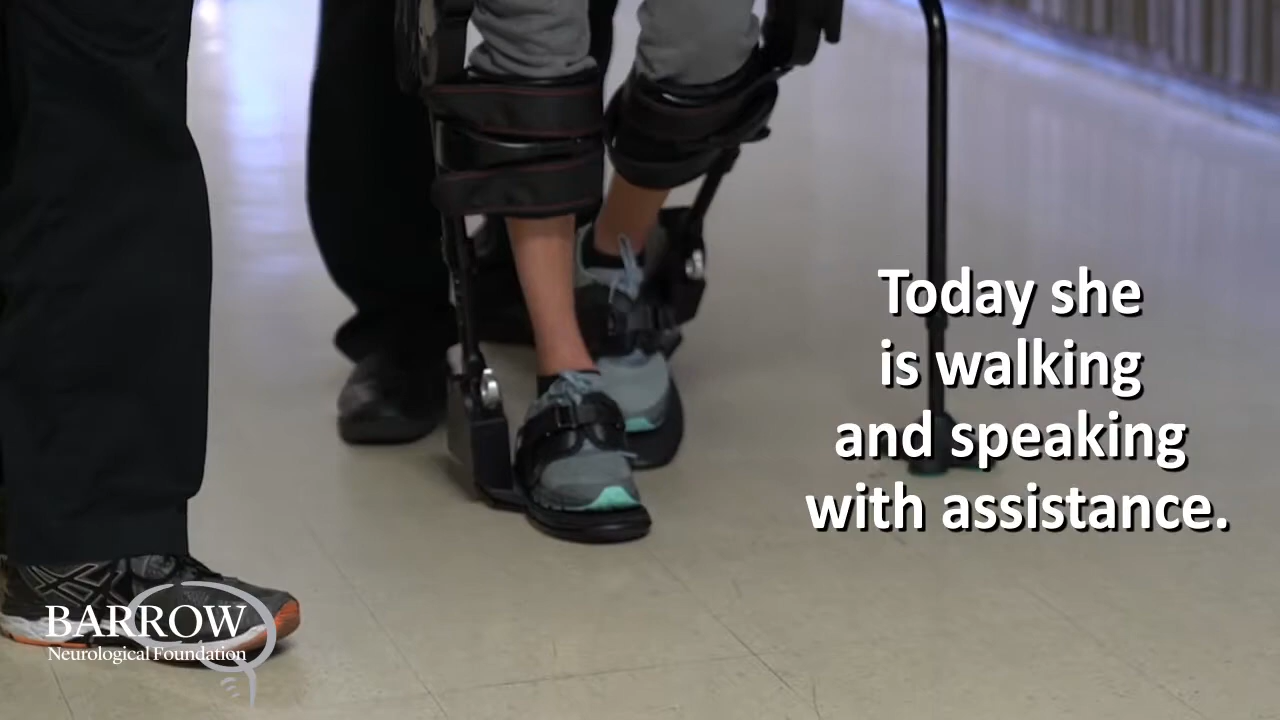 Today she
is walking
and speaking
with assistance.
BARROW
Neurological Foundation